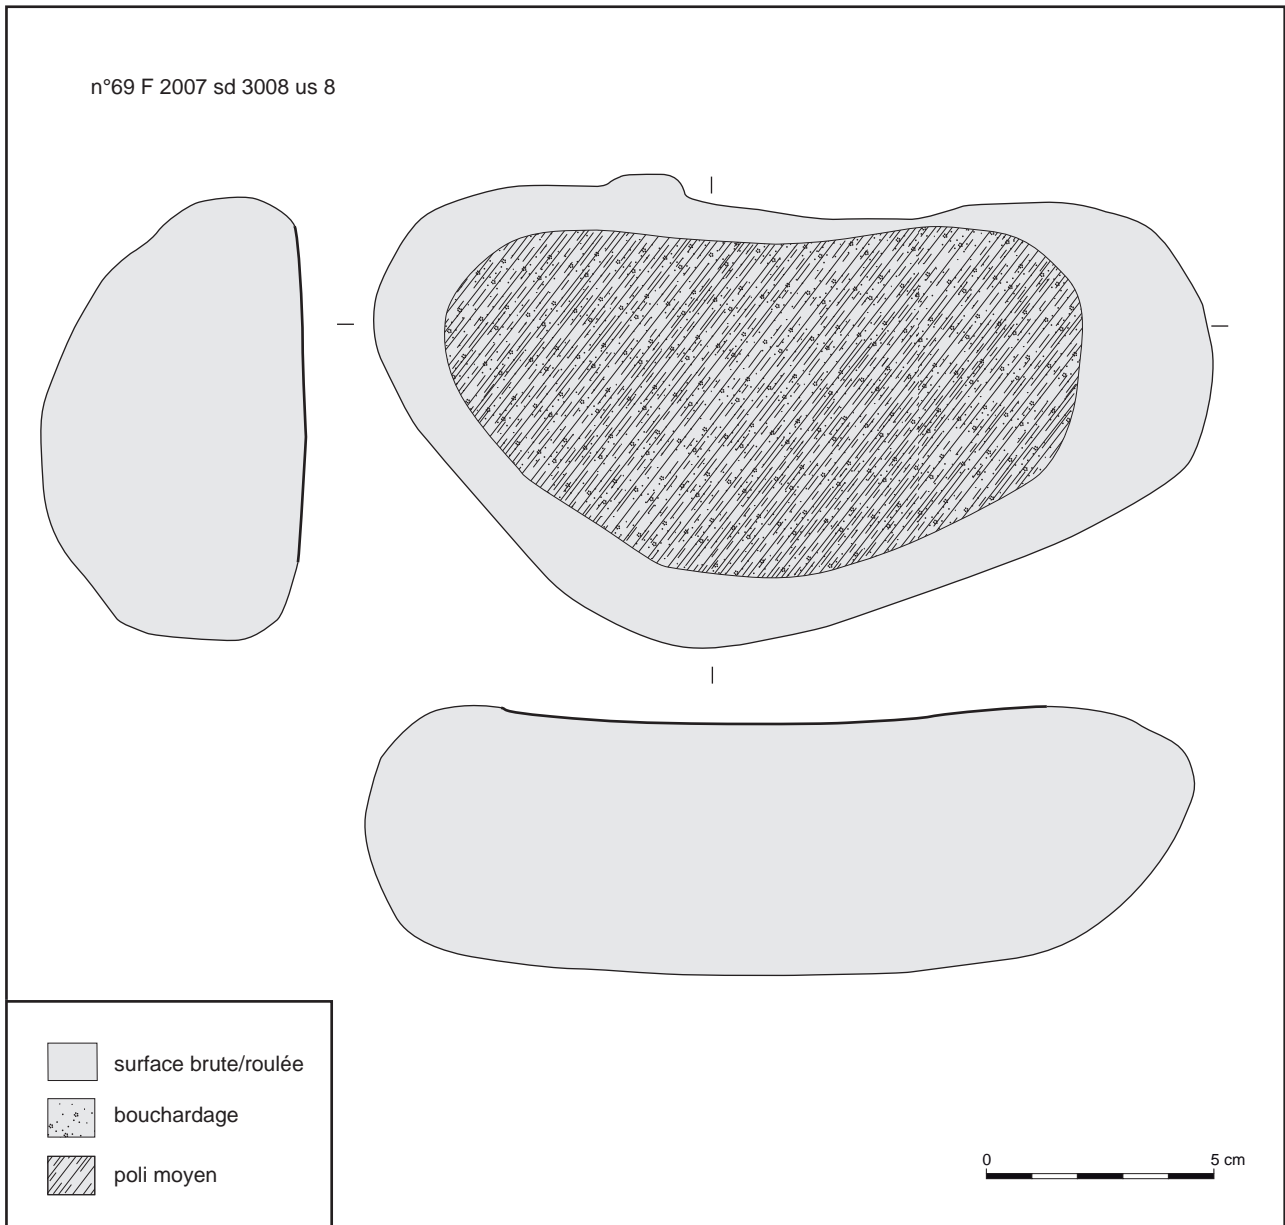 n°69 F 2007 sd 3008 us 8
surface brute/roulée
bouchardage
poli moyen
0 5 cm